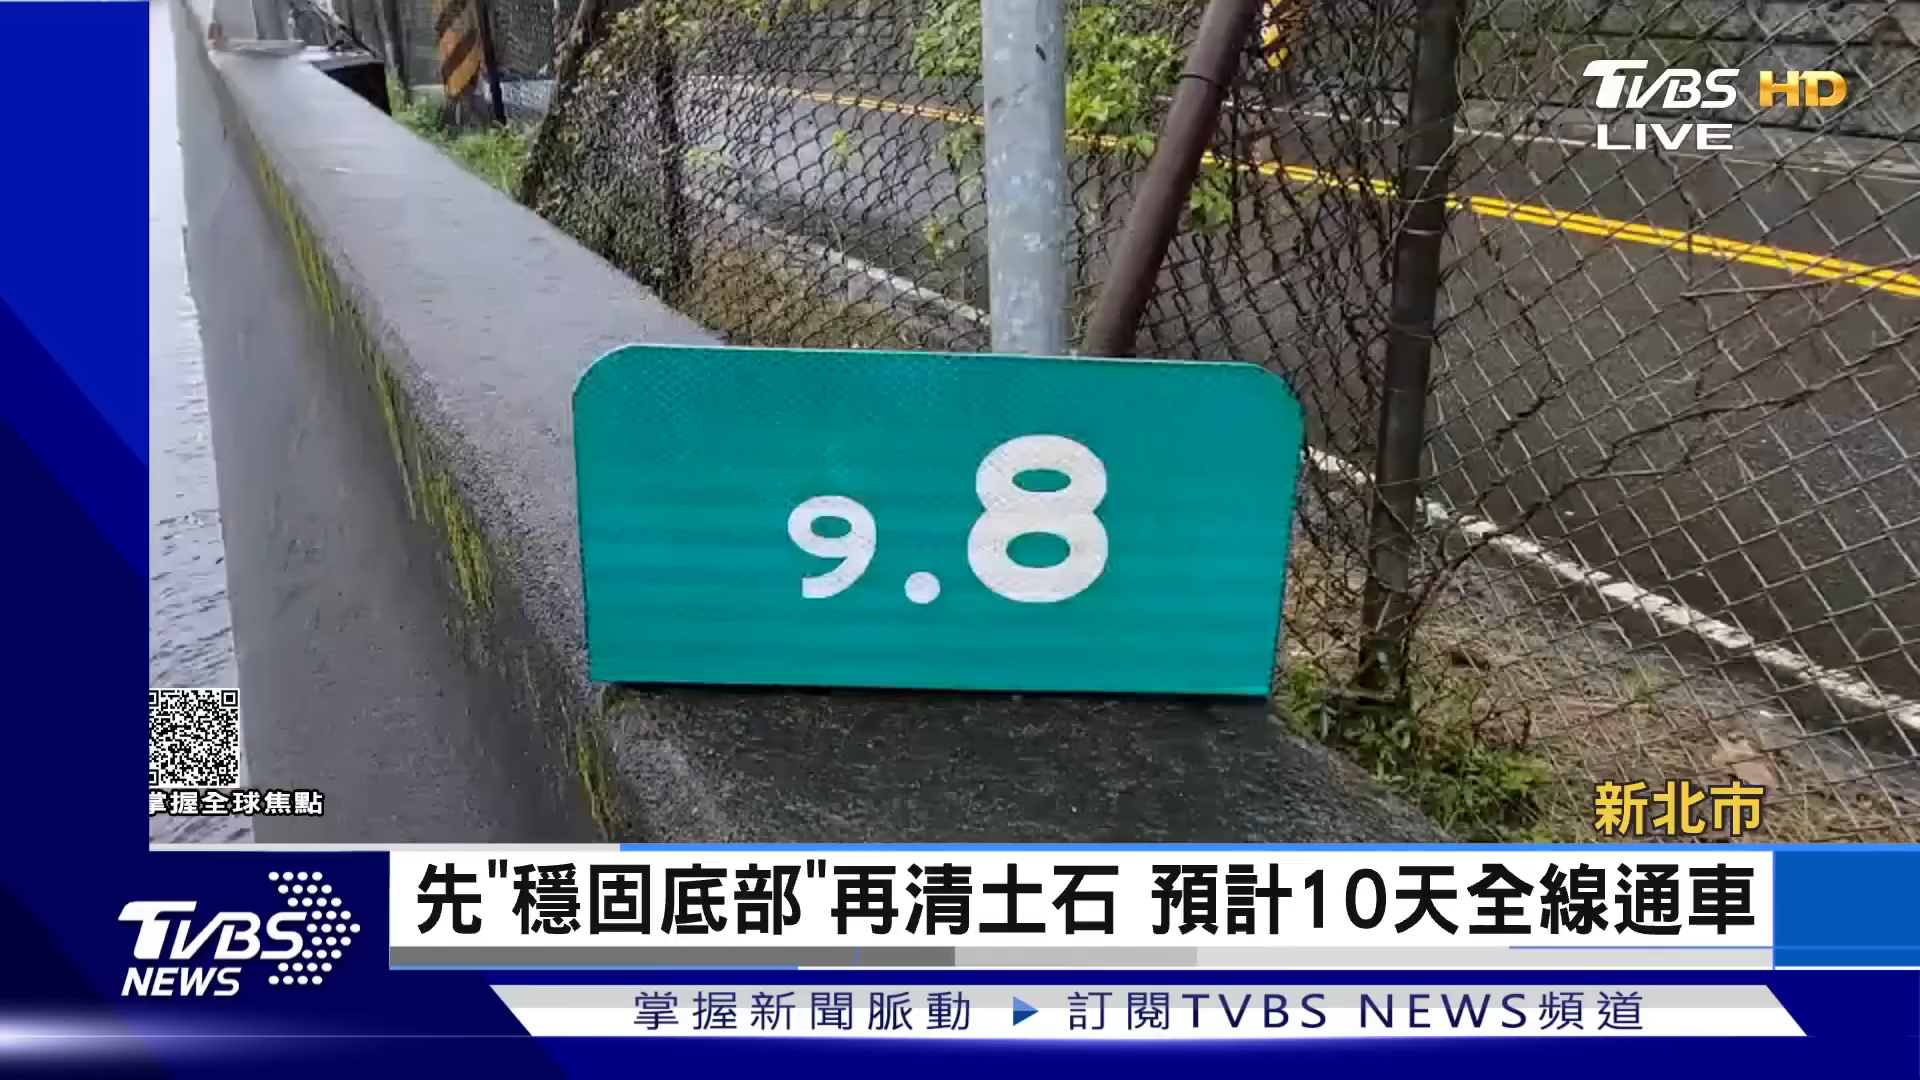 TVBS HD
LIVE
9.8
掌握全球焦點
新北市
先"穩固底部"再清土石 預計10天全線通車
TVBS
NEWS
掌握新聞脈動 ▶ 訂閱TVBS NEWS頻道